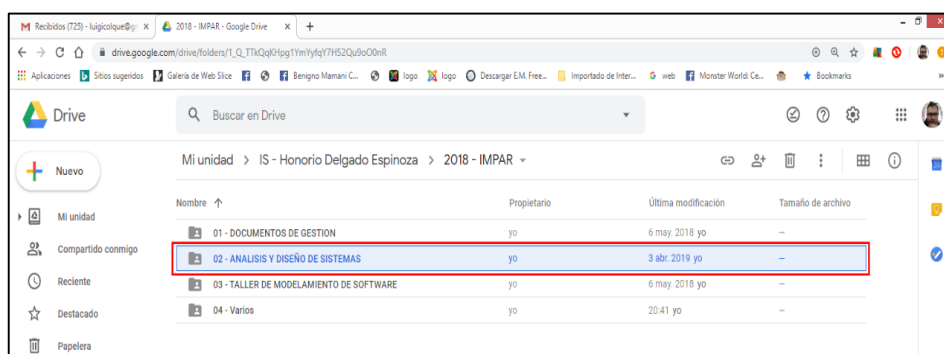 Recibidos (725) - luigicolque@g 2018 - IMPAR - Google Drive
drive.google.com/drive/folders/1_Q_TTkQqKHpg1YmYyfqY7H52Qu9oO0nR
Aplicaciones Sitios sugeridos Galería de Web Slice Benigno Mamani C... logo logo Descargar E.M. Free... Importado de Inter... web Monster World: Ce... Bookmarks
Drive Buscar en Drive
Nuevo Mi unidad > IS - Honorio Delgado Espinoza > 2018 - IMPAR
Nombre Propietario Última modificación Tamaño de archivo
Mi unidad
01 - DOCUMENTOS DE GESTION yo 6 may. 2018 yo –
Compartido conmigo
02 - ANALISIS Y DISEÑO DE SISTEMAS yo 3 abr. 2019 yo –
Reciente
03 - TALLER DE MODELAMIENTO DE SOFTWARE yo 6 may. 2018 yo –
Destacado
04 - Varios yo 20:41 yo –
Papelera